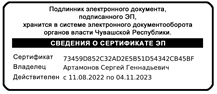 Подлинник электронного документа,
подписанного ЭП,
хранится в системе электронного документооборота
органов власти Чувашской Республики.
СВЕДЕНИЯ О СЕРТИФИКАТЕ ЭП
Сертификат 73459D852C32AD2E5B51D54342CB45BF
Владелец Артамонов Сергей Геннадьевич
Действителен с 11.08.2022 по 04.11.2023